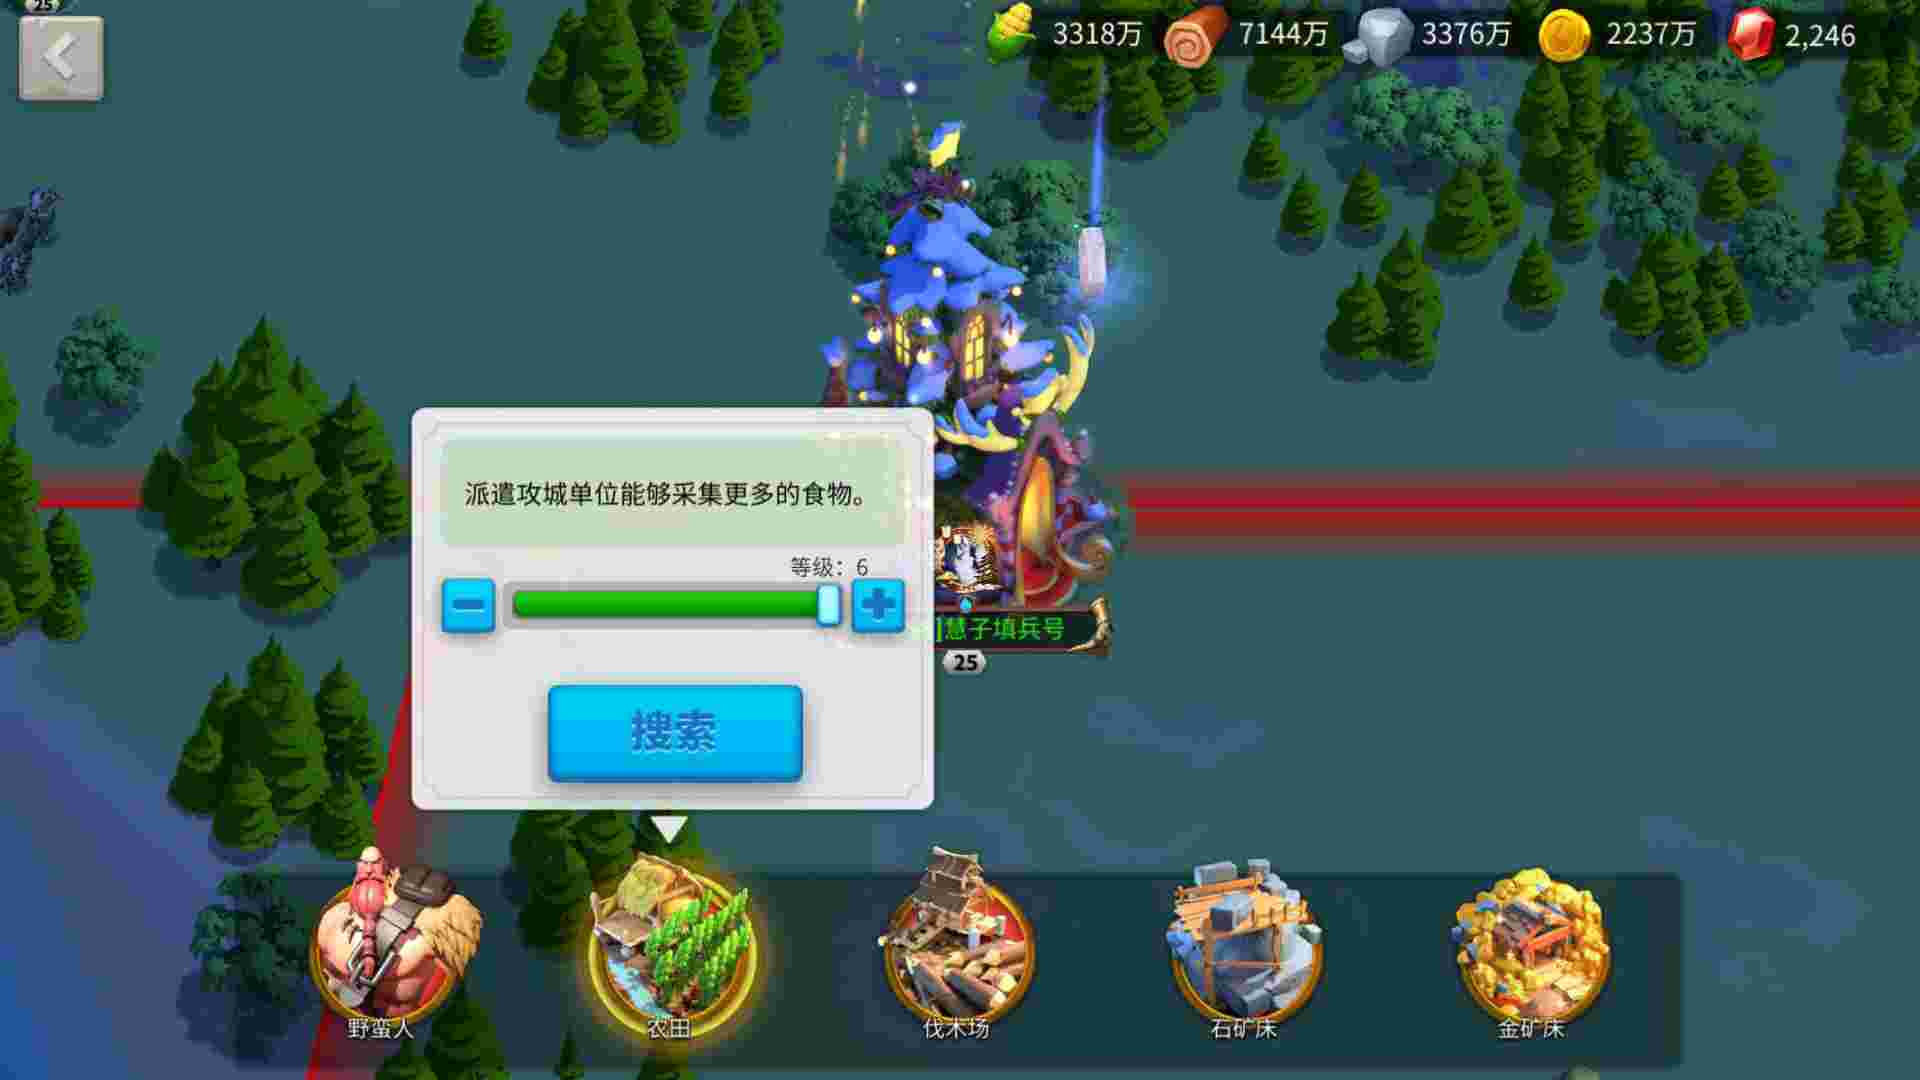 3318万
7144万
3376万
2237万
2,246
派遣攻城单位能够采集更多的食物。
等级：6
搜索
]慧子填兵号
25
野蛮人
农田
伐木场
石矿床
金矿床